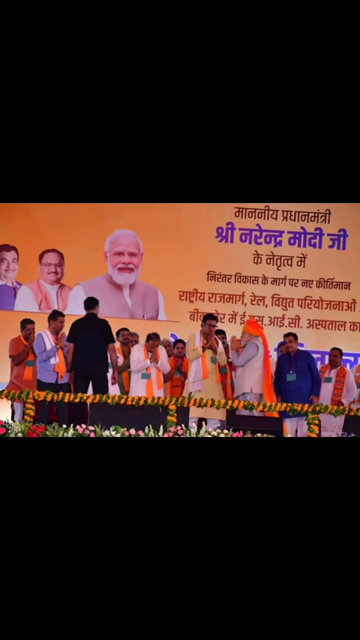 माननीय प्रधानमंत्री
श्री नरेन्द्र मोदी जी
के नेतृत्व में
निरंतर विकास के मार्ग पर नए कीर्तिमान
राष्ट्रीय राजमार्ग, रेल, विद्युत परियोजनाओं
में ई.एस.आई.सी. अस्पताल का